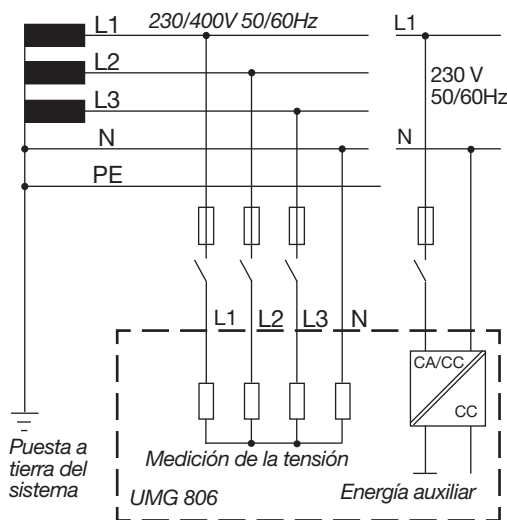 L1 230/400V 50/60Hz L1
L2
230 V
50/60Hz
L3
N N
PE
L1 L2 L3 N
CA/CC
CC
Puesta a
tierra del
sistema
Medición de la tensión
UMG 806
Energía auxiliar